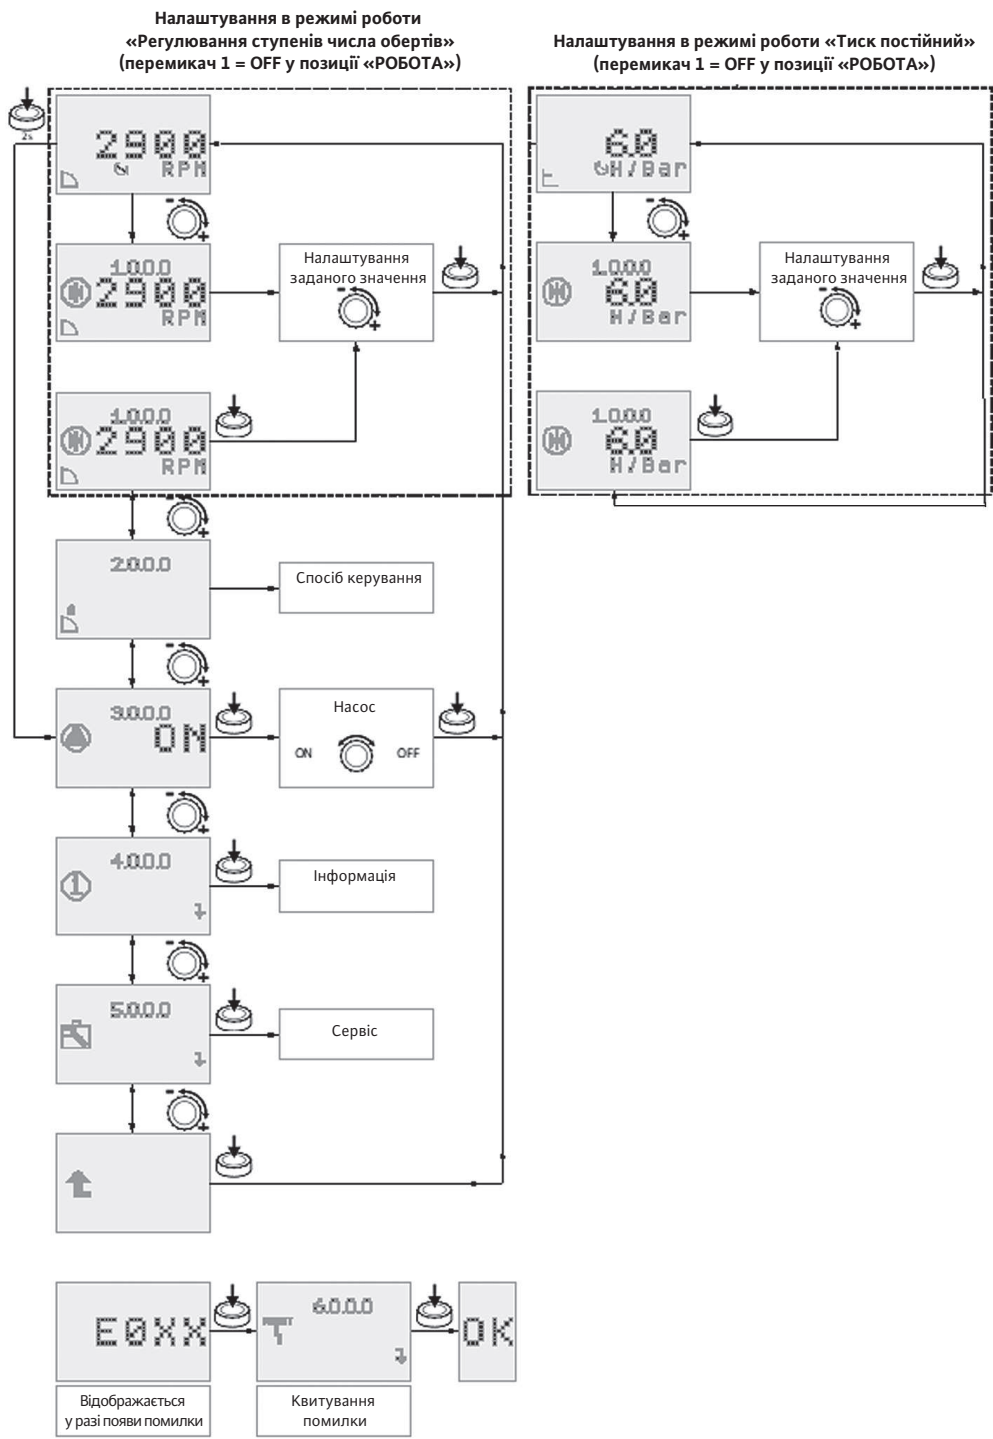 Налаштування в режимі роботи
«Регулювання ступенів числа обертів»
(перемикач 1 = OFF у позиції «РОБОТА»)
Налаштування в режимі роботи «Тиск постійний»
(перемикач 1 = OFF у позиції «РОБОТА»)
2s
2900
RPM
6.0
H/Bar
- +
- +
1.0.0.0
2900
RPM
Налаштування
заданого значення
- +
1.0.0.0
6.0
H/Bar
Налаштування
заданого значення
- +
1.0.0.0
2900
RPM
1.0.0.0
6.0
H/Bar
- +
2.0.0.0
Спосіб керування
- +
3.0.0.0
ON
Насос
ON OFF
- +
4.0.0.0
1
Інформація
- +
5.0.0.0
Сервіс
- +
E0XX
6.0.0.0
OK
Відображається
у разі появи помилки
Квитування
помилки